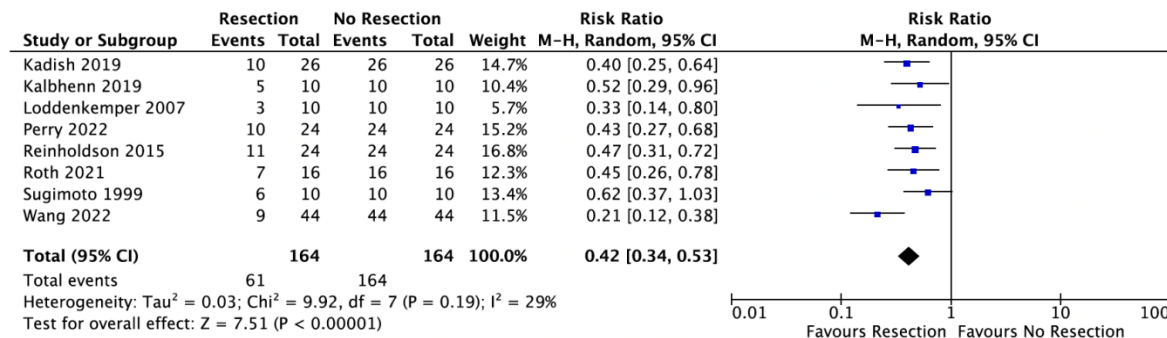 Resection No Resection Risk Ratio Risk Ratio
Study or Subgroup Events Total Events Total Weight M-H, Random, 95% CI M-H, Random, 95% CI
Kadish 2019 10 26 26 26 14.7% 0.40 [0.25, 0.64]
Kalbhenn 2019 5 10 10 10 10.4% 0.52 [0.29, 0.96]
Loddenkemper 2007 3 10 10 10 5.7% 0.33 [0.14, 0.80]
Perry 2022 10 24 24 24 15.2% 0.43 [0.27, 0.68]
Reinholdson 2015 11 24 24 24 16.8% 0.47 [0.31, 0.72]
Roth 2021 7 16 16 16 12.3% 0.45 [0.26, 0.78]
Sugimoto 1999 6 10 10 10 13.4% 0.62 [0.37, 1.03]
Wang 2022 9 44 44 44 11.5% 0.21 [0.12, 0.38]
Total (95% CI) 164 164 100.0% 0.42 [0.34, 0.53]
Total events 61 164
Heterogeneity: Tau² = 0.03; Chi² = 9.92, df = 7 (P = 0.19); I² = 29%
Test for overall effect: Z = 7.51 (P < 0.00001)
0.01 0.1 1 10 100
Favours Resection Favours No Resection